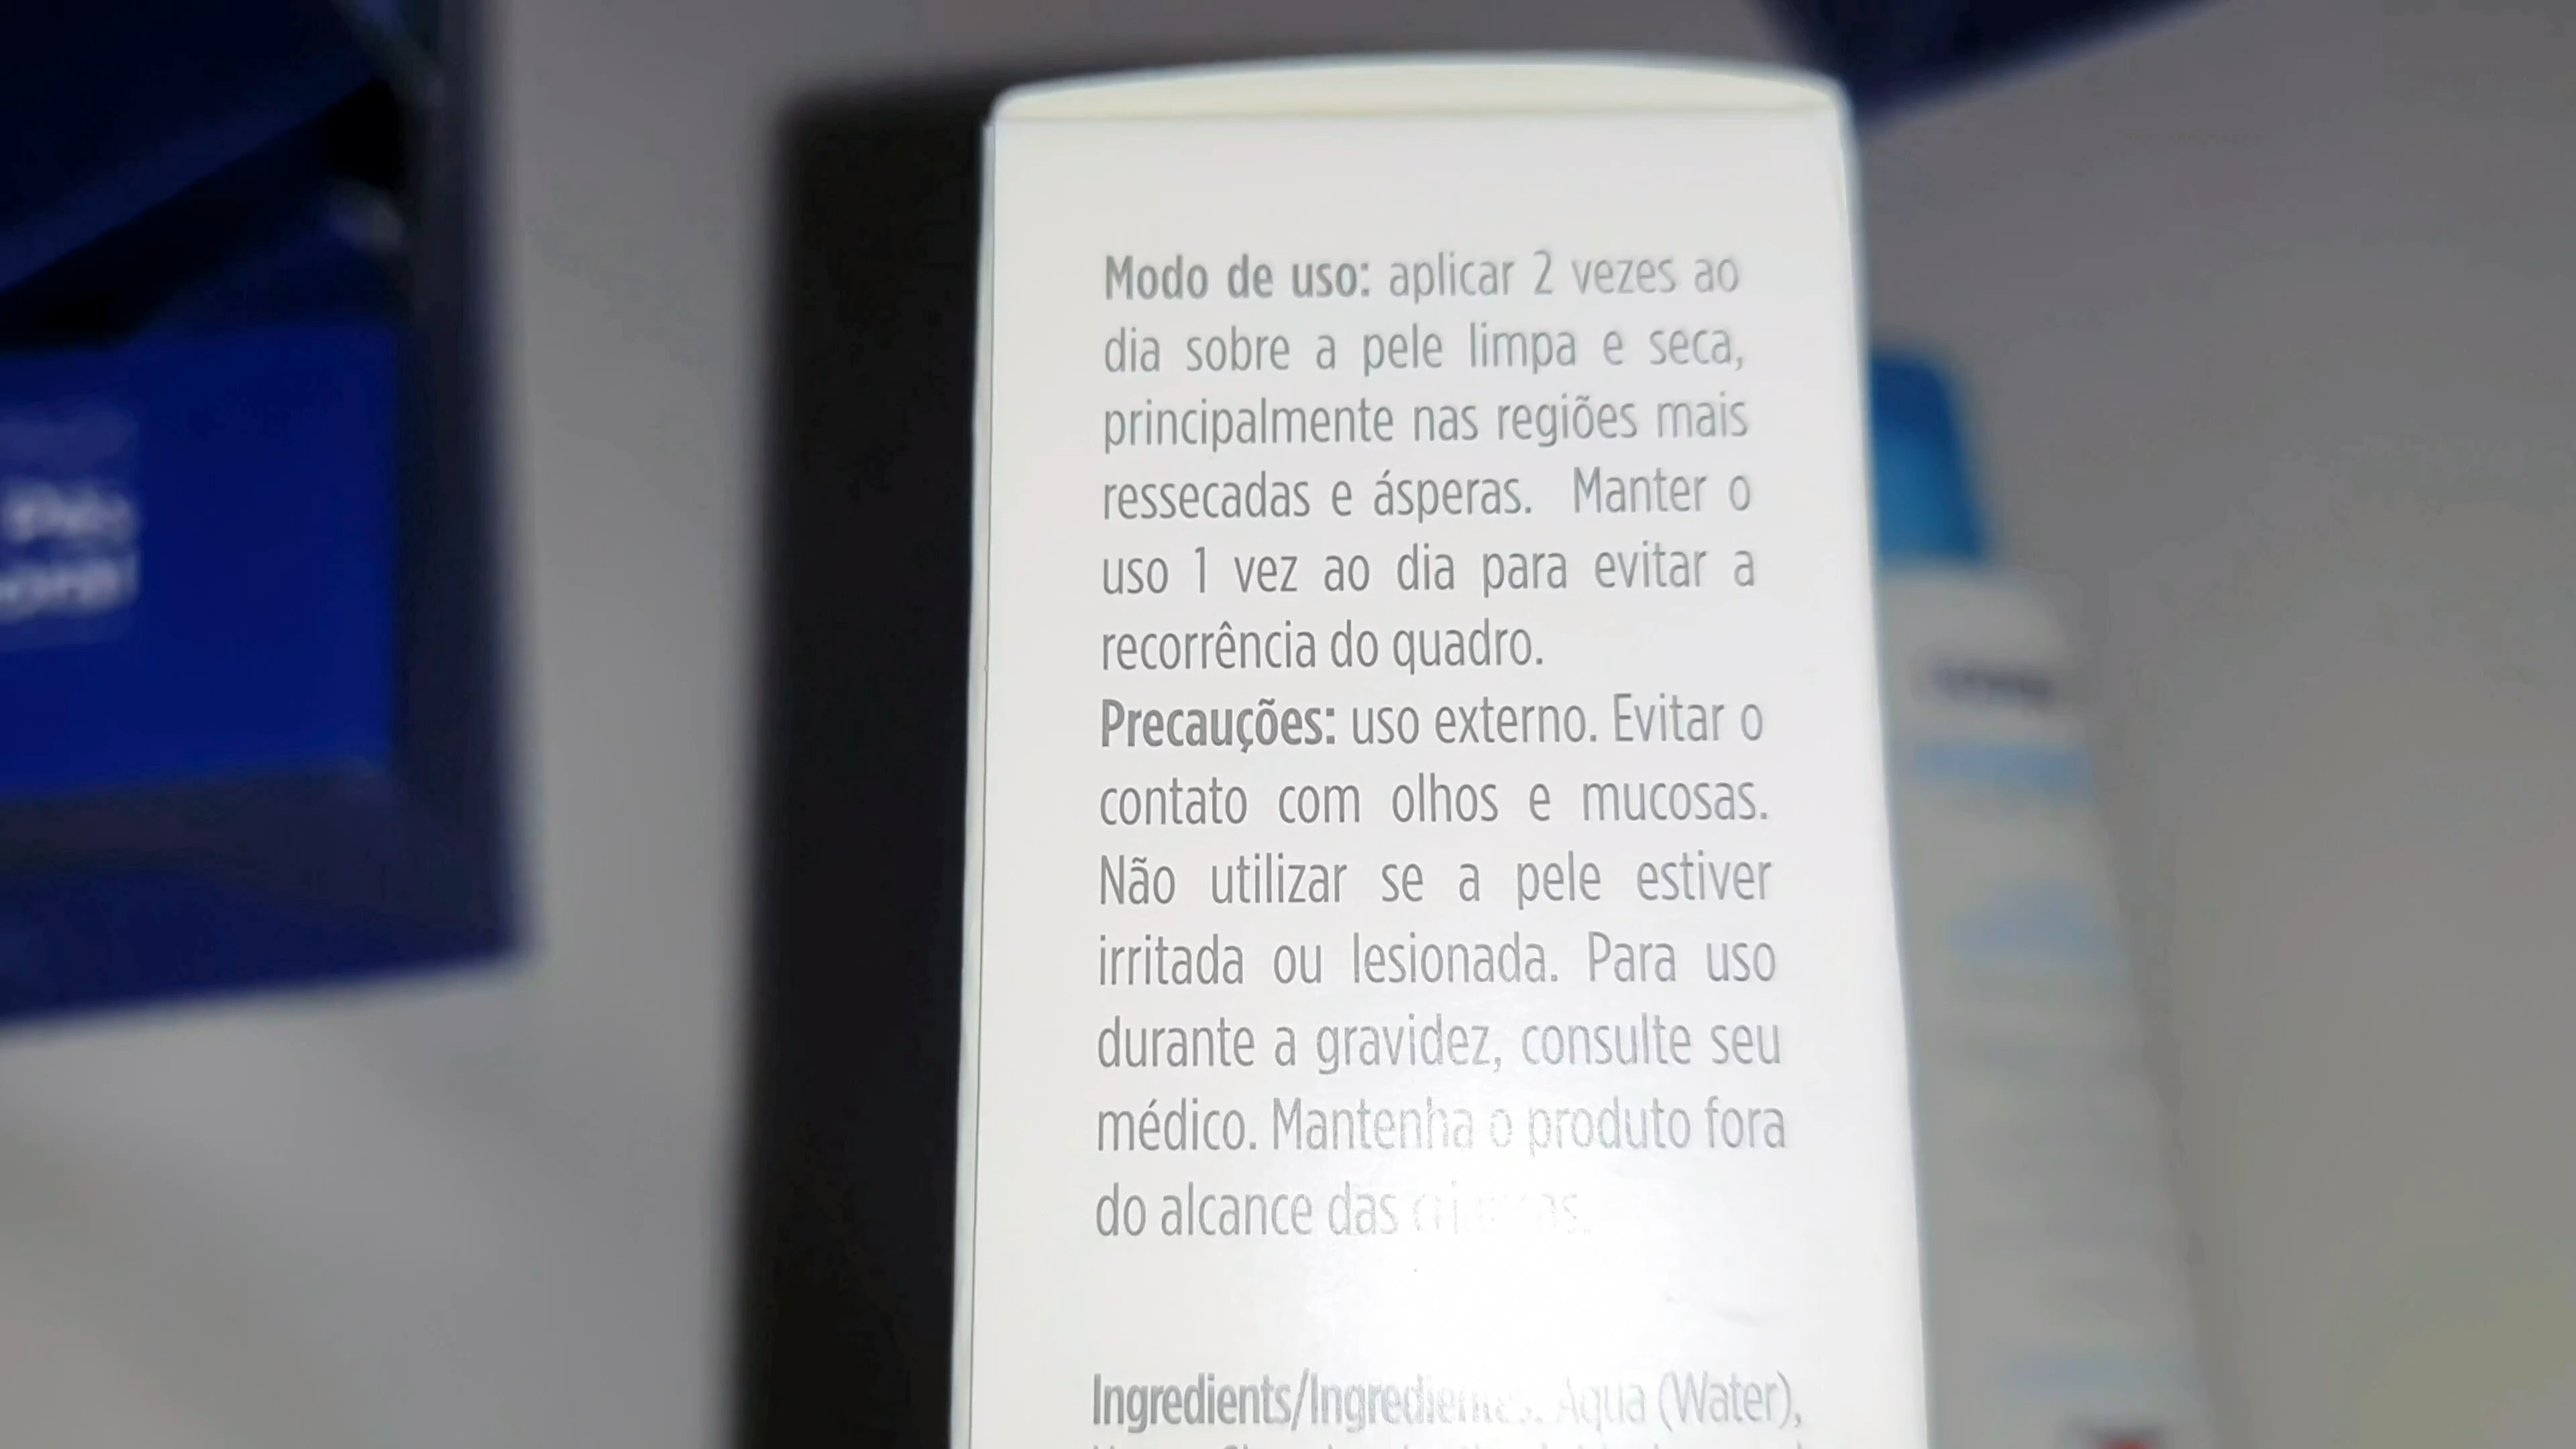 Modo de uso: aplicar 2 vezes ao
dia sobre a pele limpa e seca,
principalmente nas regiões mais
ressecadas e ásperas. Manter o
uso 1 vez ao dia para evitar a
recorrência do quadro.
Precauções: uso externo. Evitar o
contato com olhos e mucosas.
Não utilizar se a pele estiver
irritada ou lesionada. Para uso
durante a gravidez, consulte seu
médico. Mantenha o produto fora
do alcance das
Ingredients/Ingredientes: Aqua (Water),